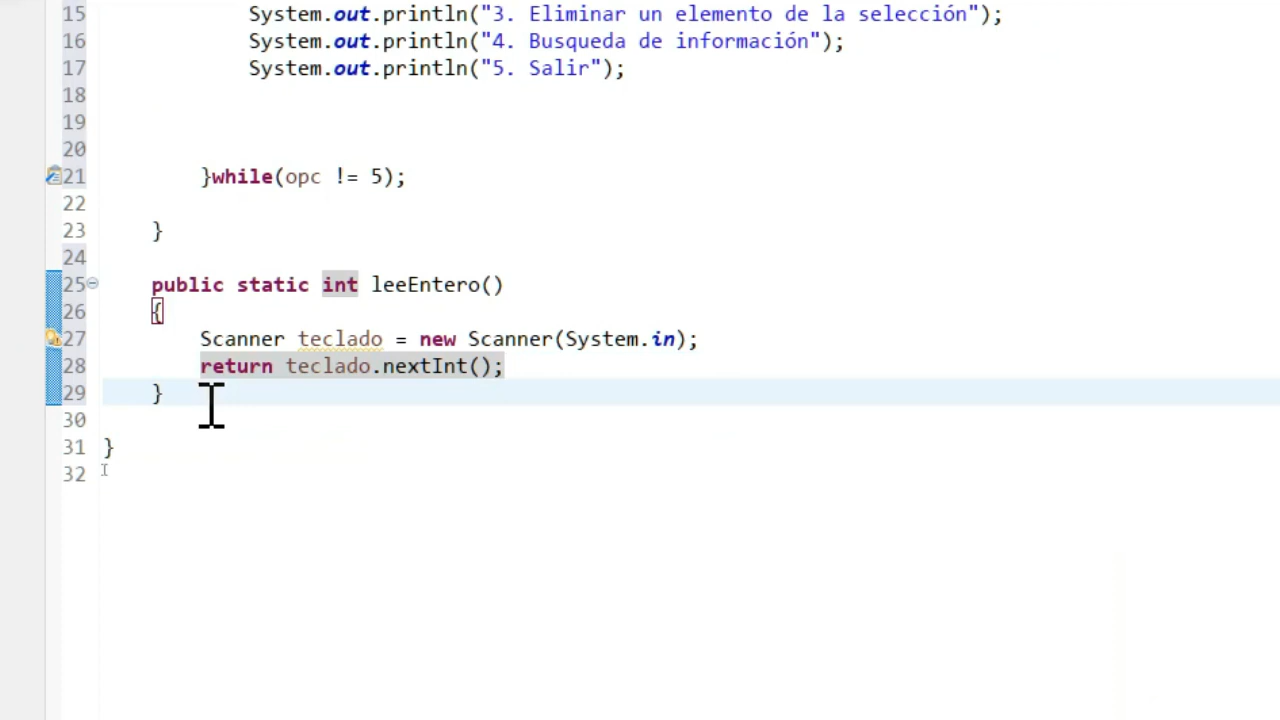 15 System.out.println("3. Eliminar un elemento de la selección");
16 System.out.println("4. Busqueda de información");
17 System.out.println("5. Salir");
18
19
20
21 }while(opc != 5);
22
23 }
24
25 public static int leeEntero()
26 {
27 Scanner teclado = new Scanner(System.in);
28 return teclado.nextInt();
29 }
30
31 }
32